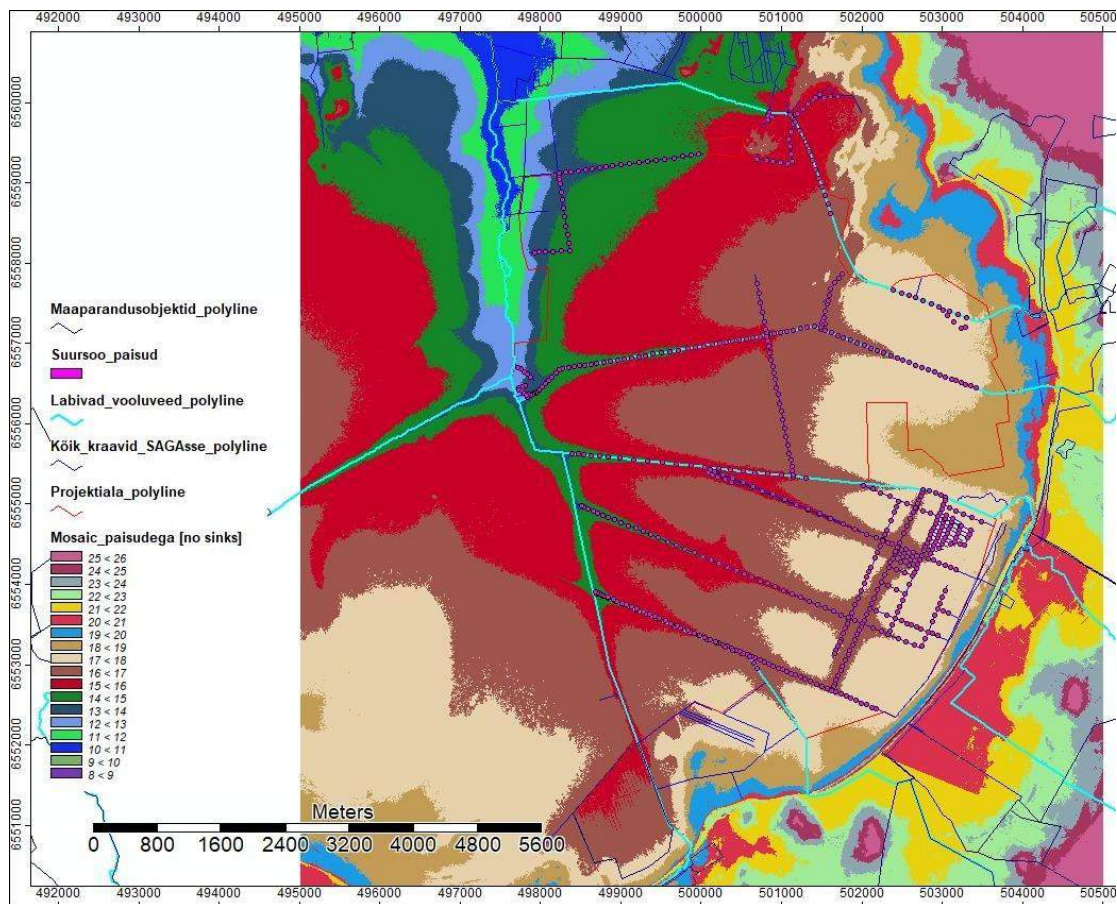 492000 493000 494000 495000 496000 497000 498000 499000 500000 501000 502000 503000 504000 50500
6560000
6559000
6558000
6557000
6556000
6555000
6554000
6553000
6552000
6551000
Maaparandusobjektid_polyline
Suursoo_paisud
Labivad_vooluveed_polyline
Kõik_kraavid_SAGAsse_polyline
Projektiala_polyline
Mosaic_paisudega [no sinks]
25 < 26
24 < 25
23 < 24
22 < 23
21 < 22
20 < 21
19 < 20
18 < 19
17 < 18
16 < 17
15 < 16
14 < 15
13 < 14
12 < 13
11 < 12
10 < 11
9 < 10
8 < 9
Meters
0 800 1600 2400 3200 4000 4800 5600
492000 493000 494000 495000 496000 497000 498000 499000 500000 501000 502000 503000 504000 50500